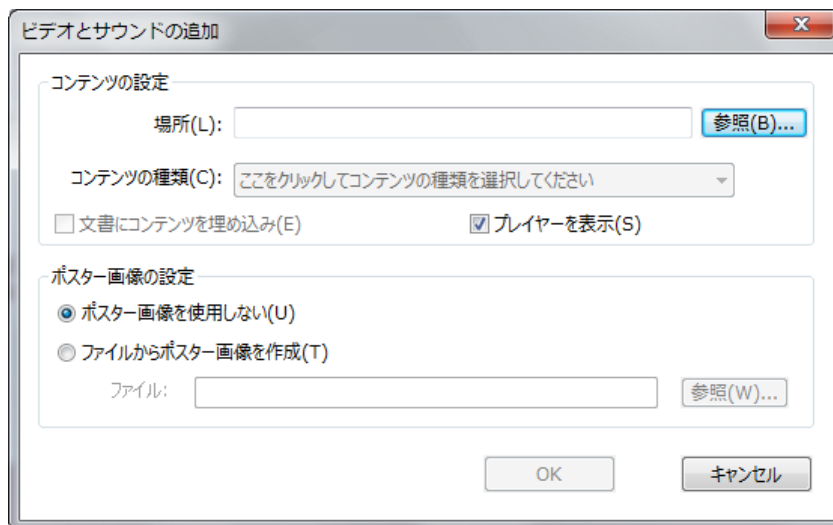 ビデオとサウンドの追加
コンテンツの設定
場所(L):
参照(B)...
コンテンツの種類(C):
ここをクリックしてコンテンツの種類を選択してください
文書にコンテンツを埋め込み(E)
プレイヤーを表示(S)
ポスター画像の設定
ポスター画像を使用しない(U)
ファイルからポスター画像を作成(T)
ファイル:
参照(W)...
OK
キャンセル